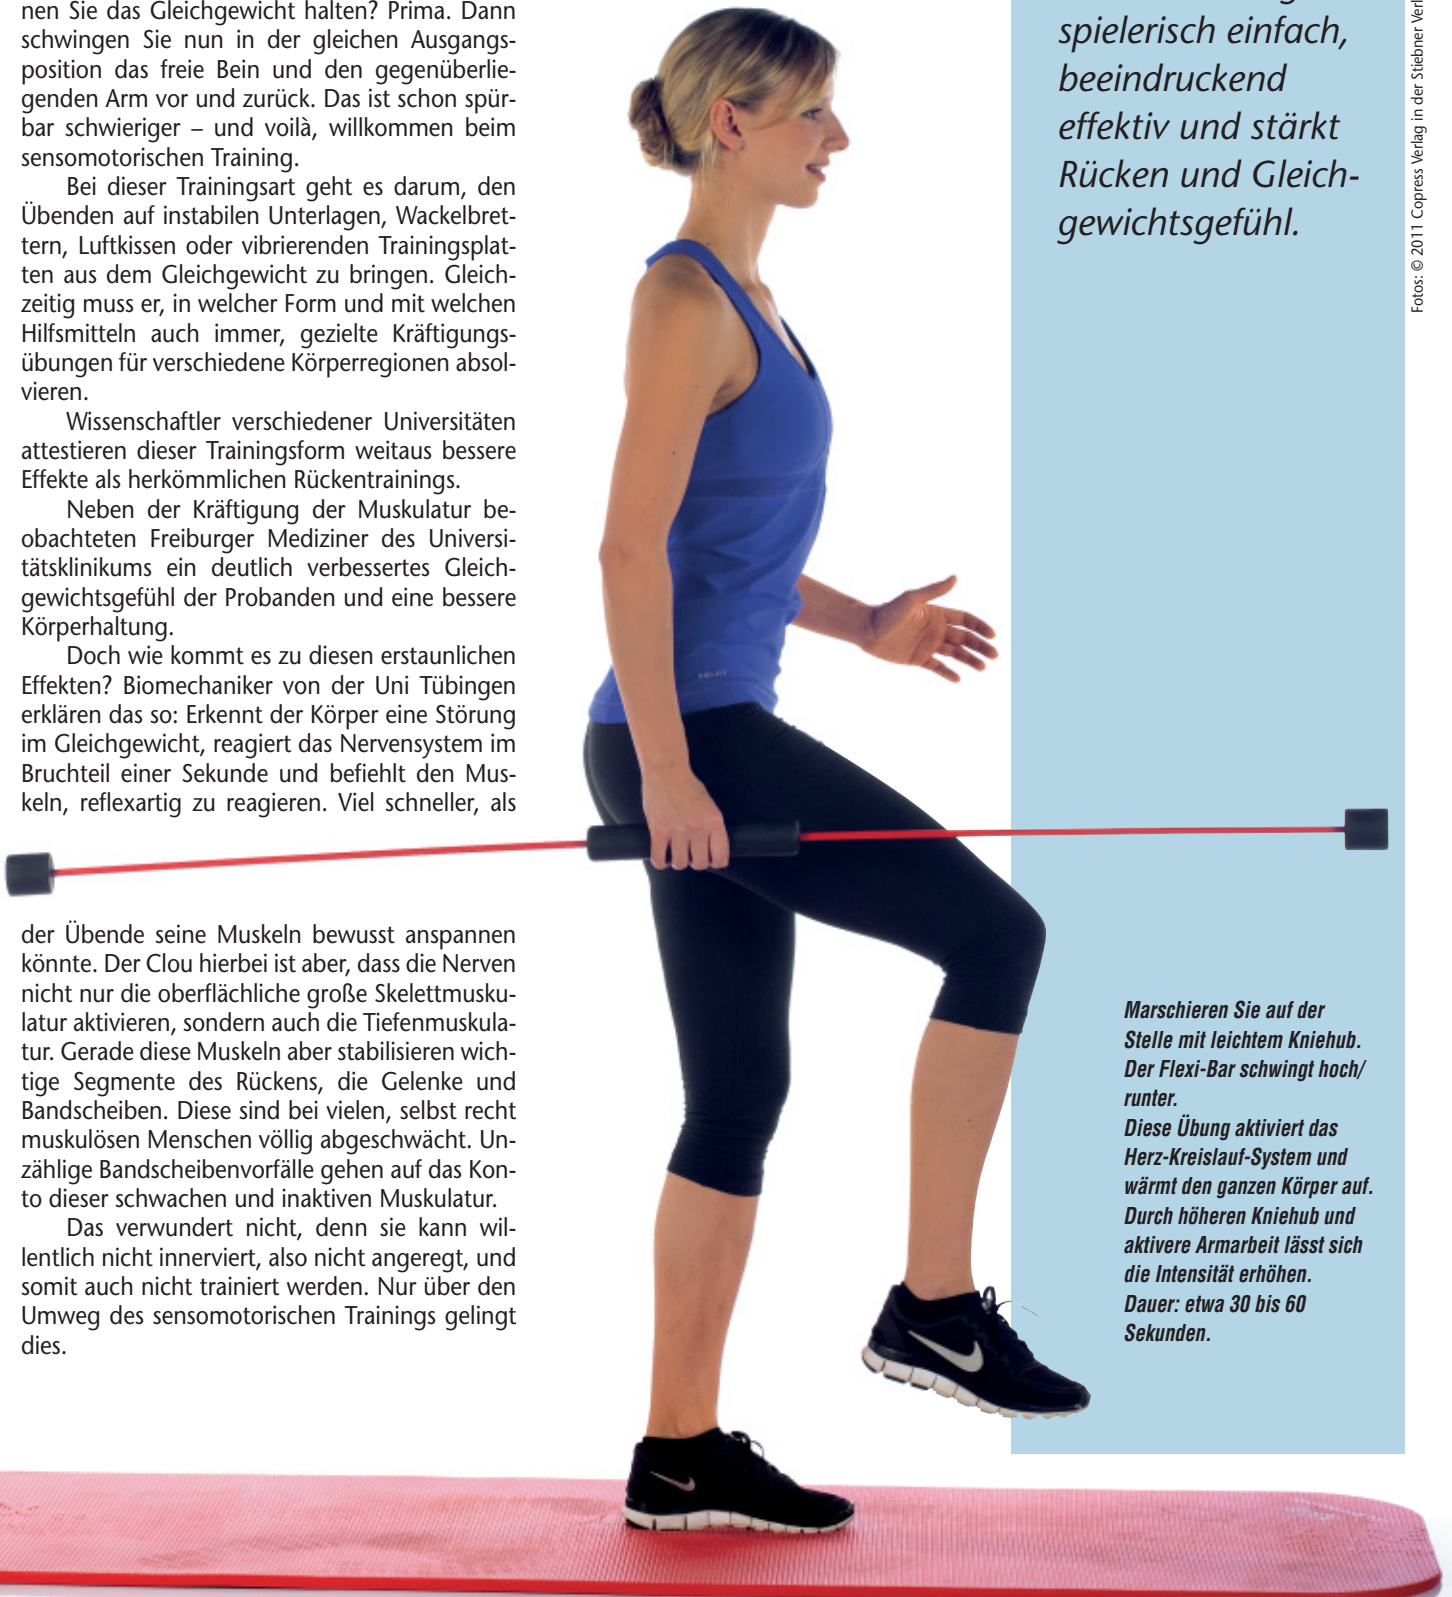 nen Sie das Gleichgewicht halten? Prima. Dann
schwingen Sie nun in der gleichen Ausgangs-
position das freie Bein und den gegenüberlie-
genden Arm vor und zurück. Das ist schon spür-
bar schwieriger – und voilà, willkommen beim
sensomotorischen Training.
Bei dieser Trainingsart geht es darum, den
Übenden auf instabilen Unterlagen, Wackelbret-
tern, Luftkissen oder vibrierenden Trainingsplat-
ten aus dem Gleichgewicht zu bringen. Gleich-
zeitig muss er, in welcher Form und mit welchen
Hilfsmitteln auch immer, gezielte Kräftigungs-
übungen für verschiedene Körperregionen absol-
vieren.
Wissenschaftler verschiedener Universitäten
attestieren dieser Trainingsform weitaus bessere
Effekte als herkömmlichen Rückentrainings.
Neben der Kräftigung der Muskulatur be-
obachteten Freiburger Mediziner des Universi-
tätsklinikums ein deutlich verbessertes Gleich-
gewichtsgefühl der Probanden und eine bessere
Körperhaltung.
Doch wie kommt es zu diesen erstaunlichen
Effekten? Biomechaniker von der Uni Tübingen
erklären das so: Erkennt der Körper eine Störung
im Gleichgewicht, reagiert das Nervensystem im
Bruchteil einer Sekunde und befiehlt den Mus-
keln, reflexartig zu reagieren. Viel schneller, als
der Übende seine Muskeln bewusst anspannen
könnte. Der Clou hierbei ist aber, dass die Nerven
nicht nur die oberflächliche große Skelettmusku-
latur aktivieren, sondern auch die Tiefenmuskula-
tur. Gerade diese Muskeln aber stabilisieren wich-
tige Segmente des Rückens, die Gelenke und
Bandscheiben. Diese sind bei vielen, selbst recht
muskulösen Menschen völlig abgeschwächt. Un-
zählige Bandscheibenvorfälle gehen auf das Kon-
to dieser schwachen und inaktiven Muskulatur.
Das verwundert nicht, denn sie kann wil-
lentlich nicht innerviert, also nicht angeregt, und
somit auch nicht trainiert werden. Nur über den
Umweg des sensomotorischen Trainings gelingt
dies.
spielerisch einfach,
beeindruckend
effektiv und stärkt
Rücken und Gleich-
gewichtsgefühl.
Fotos: © 2011 Copress Verlag in der Stiebner
Marschieren Sie auf der
Stelle mit leichtem Kniehub.
Der Flexi-Bar schwingt hoch/
runter.
Diese Übung aktiviert das
Herz-Kreislauf-System und
wärmt den ganzen Körper auf.
Durch höheren Kniehub und
aktivere Armarbeit lässt sich
die Intensität erhöhen.
Dauer: etwa 30 bis 60
Sekunden.